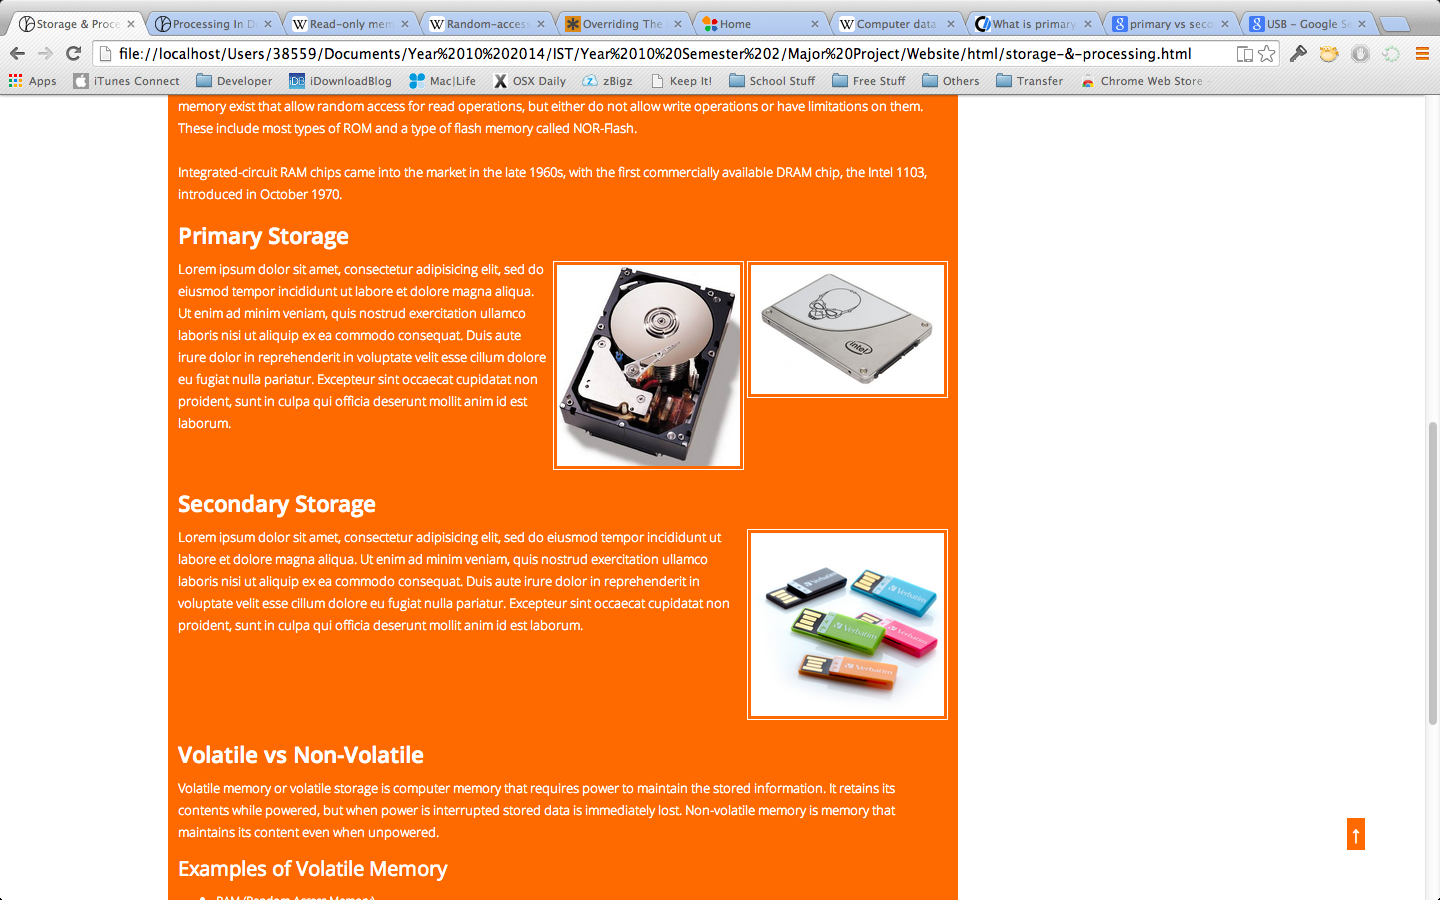 Storage & Proce
Processing In D
Read-only mem
Random-access
Overriding The
Home
Computer data
What is primary
primary vs seco
USB - Google Se
file://localhost/Users/38559/Documents/Year%2010%202014/IST/Year%2010%20Semester%202/Major%20Project/Website/html/storage-&-processing.html
Apps iTunes Connect Developer iDownloadBlog Mac|Life OSX Daily zBigz Keep It! School Stuff Free Stuff Others Transfer Chrome Web Store
memory exist that allow random access for read operations, but either do not allow write operations or have limitations on them.
These include most types of ROM and a type of flash memory called NOR-Flash.
Integrated-circuit RAM chips came into the market in the late 1960s, with the first commercially available DRAM chip, the Intel 1103,
introduced in October 1970.
Primary Storage
Lorem ipsum dolor sit amet, consectetur adipisicing elit, sed do
eiusmod tempor incididunt ut labore et dolore magna aliqua.
Ut enim ad minim veniam, quis nostrud exercitation ullamco
laboris nisi ut aliquip ex ea commodo consequat. Duis aute
irure dolor in reprehenderit in voluptate velit esse cillum dolore
eu fugiat nulla pariatur. Excepteur sint occaecat cupidatat non
proident, sunt in culpa qui officia deserunt mollit anim id est
laborum.
intel
Secondary Storage
Lorem ipsum dolor sit amet, consectetur adipisicing elit, sed do eiusmod tempor incididunt ut
labore et dolore magna aliqua. Ut enim ad minim veniam, quis nostrud exercitation ullamco
laboris nisi ut aliquip ex ea commodo consequat. Duis aute irure dolor in reprehenderit in
voluptate velit esse cillum dolore eu fugiat nulla pariatur. Excepteur sint occaecat cupidatat non
proident, sunt in culpa qui officia deserunt mollit anim id est laborum.
Verbatim
Verbatim
Verbatim
Verbatim
Volatile vs Non-Volatile
Volatile memory or volatile storage is computer memory that requires power to maintain the stored information. It retains its
contents while powered, but when power is interrupted stored data is immediately lost. Non-volatile memory is memory that
maintains its content even when unpowered.
↑
Examples of Volatile Memory
RAM (Random Access Memory)